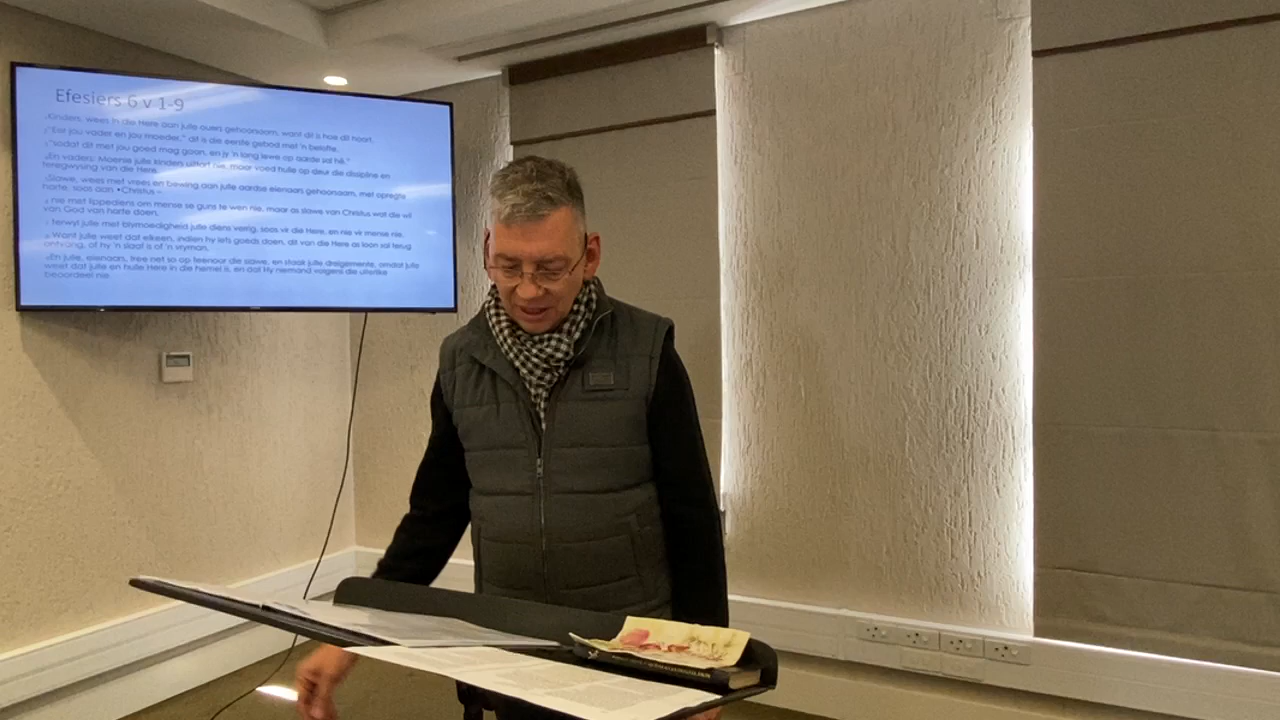 Efesiers 6 v 1-9
Kinders, wees in die Here aan julle ouers gehoorsaam, want dit is hoe dit hoort.
"Eer jou vader en jou moeder," dit is die eerste gebod met 'n belofte,
"sodat dit met jou goed mag gaan, en jy 'n lang lewe op aarde sal hê."
En vaders: Moenie julle kinders uittart nie, maar voed hulle op deur die dissipline en
teregwysing van die Here.
Slawe, wees met vrees en bewing aan julle aardse eienaars gehoorsaam, met opregte
harte, soos aan •Christus –
nie met lippediens om mense se guns te wen nie, maar as slawe van Christus wat die wil
van God van harte doen,
terwyl julle met blymoedigheid julle diens verrig, soos vir die Here, en nie vir mense nie.
Want julle weet dat elkeen, indien hy iets goeds doen, dit van die Here as loon sal terug
ontvang, of hy 'n slaaf is of 'n vryman.
En julle, eienaars, tree net so op teenoor die slawe, en staak julle dreigemente, omdat julle
weet dat julle en hulle Here in die hemel is, en dat Hy niemand volgens die uiterlike
beoordeel nie.